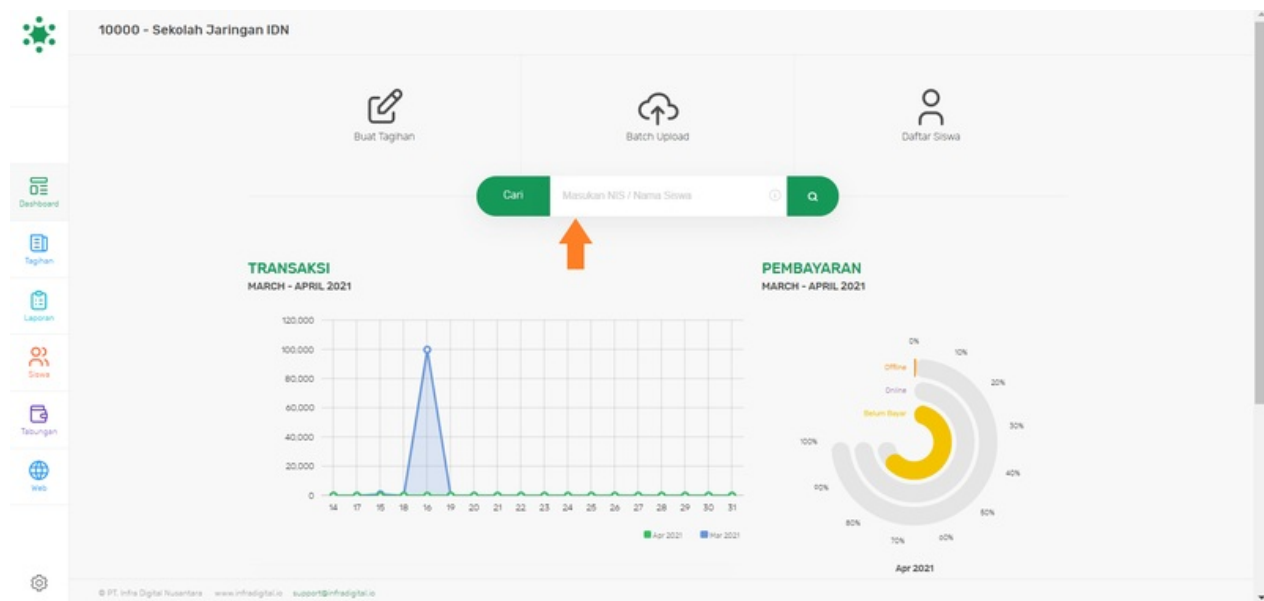 10000 - Sekolah Jaringan IDN
Buat Tagihan
Batch Upload
Daftar Siswa
Cari
Masukan NIS / Nama Siswa
Dashboard
Tagihan
Laporan
Siswa
Tabungan
Web
TRANSAKSI
MARCH - APRIL 2021
120,000
100,000
80,000
60,000
40,000
20,000
0
14 17 15 18 16 19 20 21 22 23 24 25 26 27 28 29 30 31
Apr 2021 Mar 2021
PEMBAYARAN
MARCH - APRIL 2021
0%
10%
20%
30%
40%
50%
60%
70%
80%
90%
100%
Offline
Online
Belum Bayar
Apr 2021
© PT. Infra Digital Nusantara www.infradigital.io support@infradigital.io